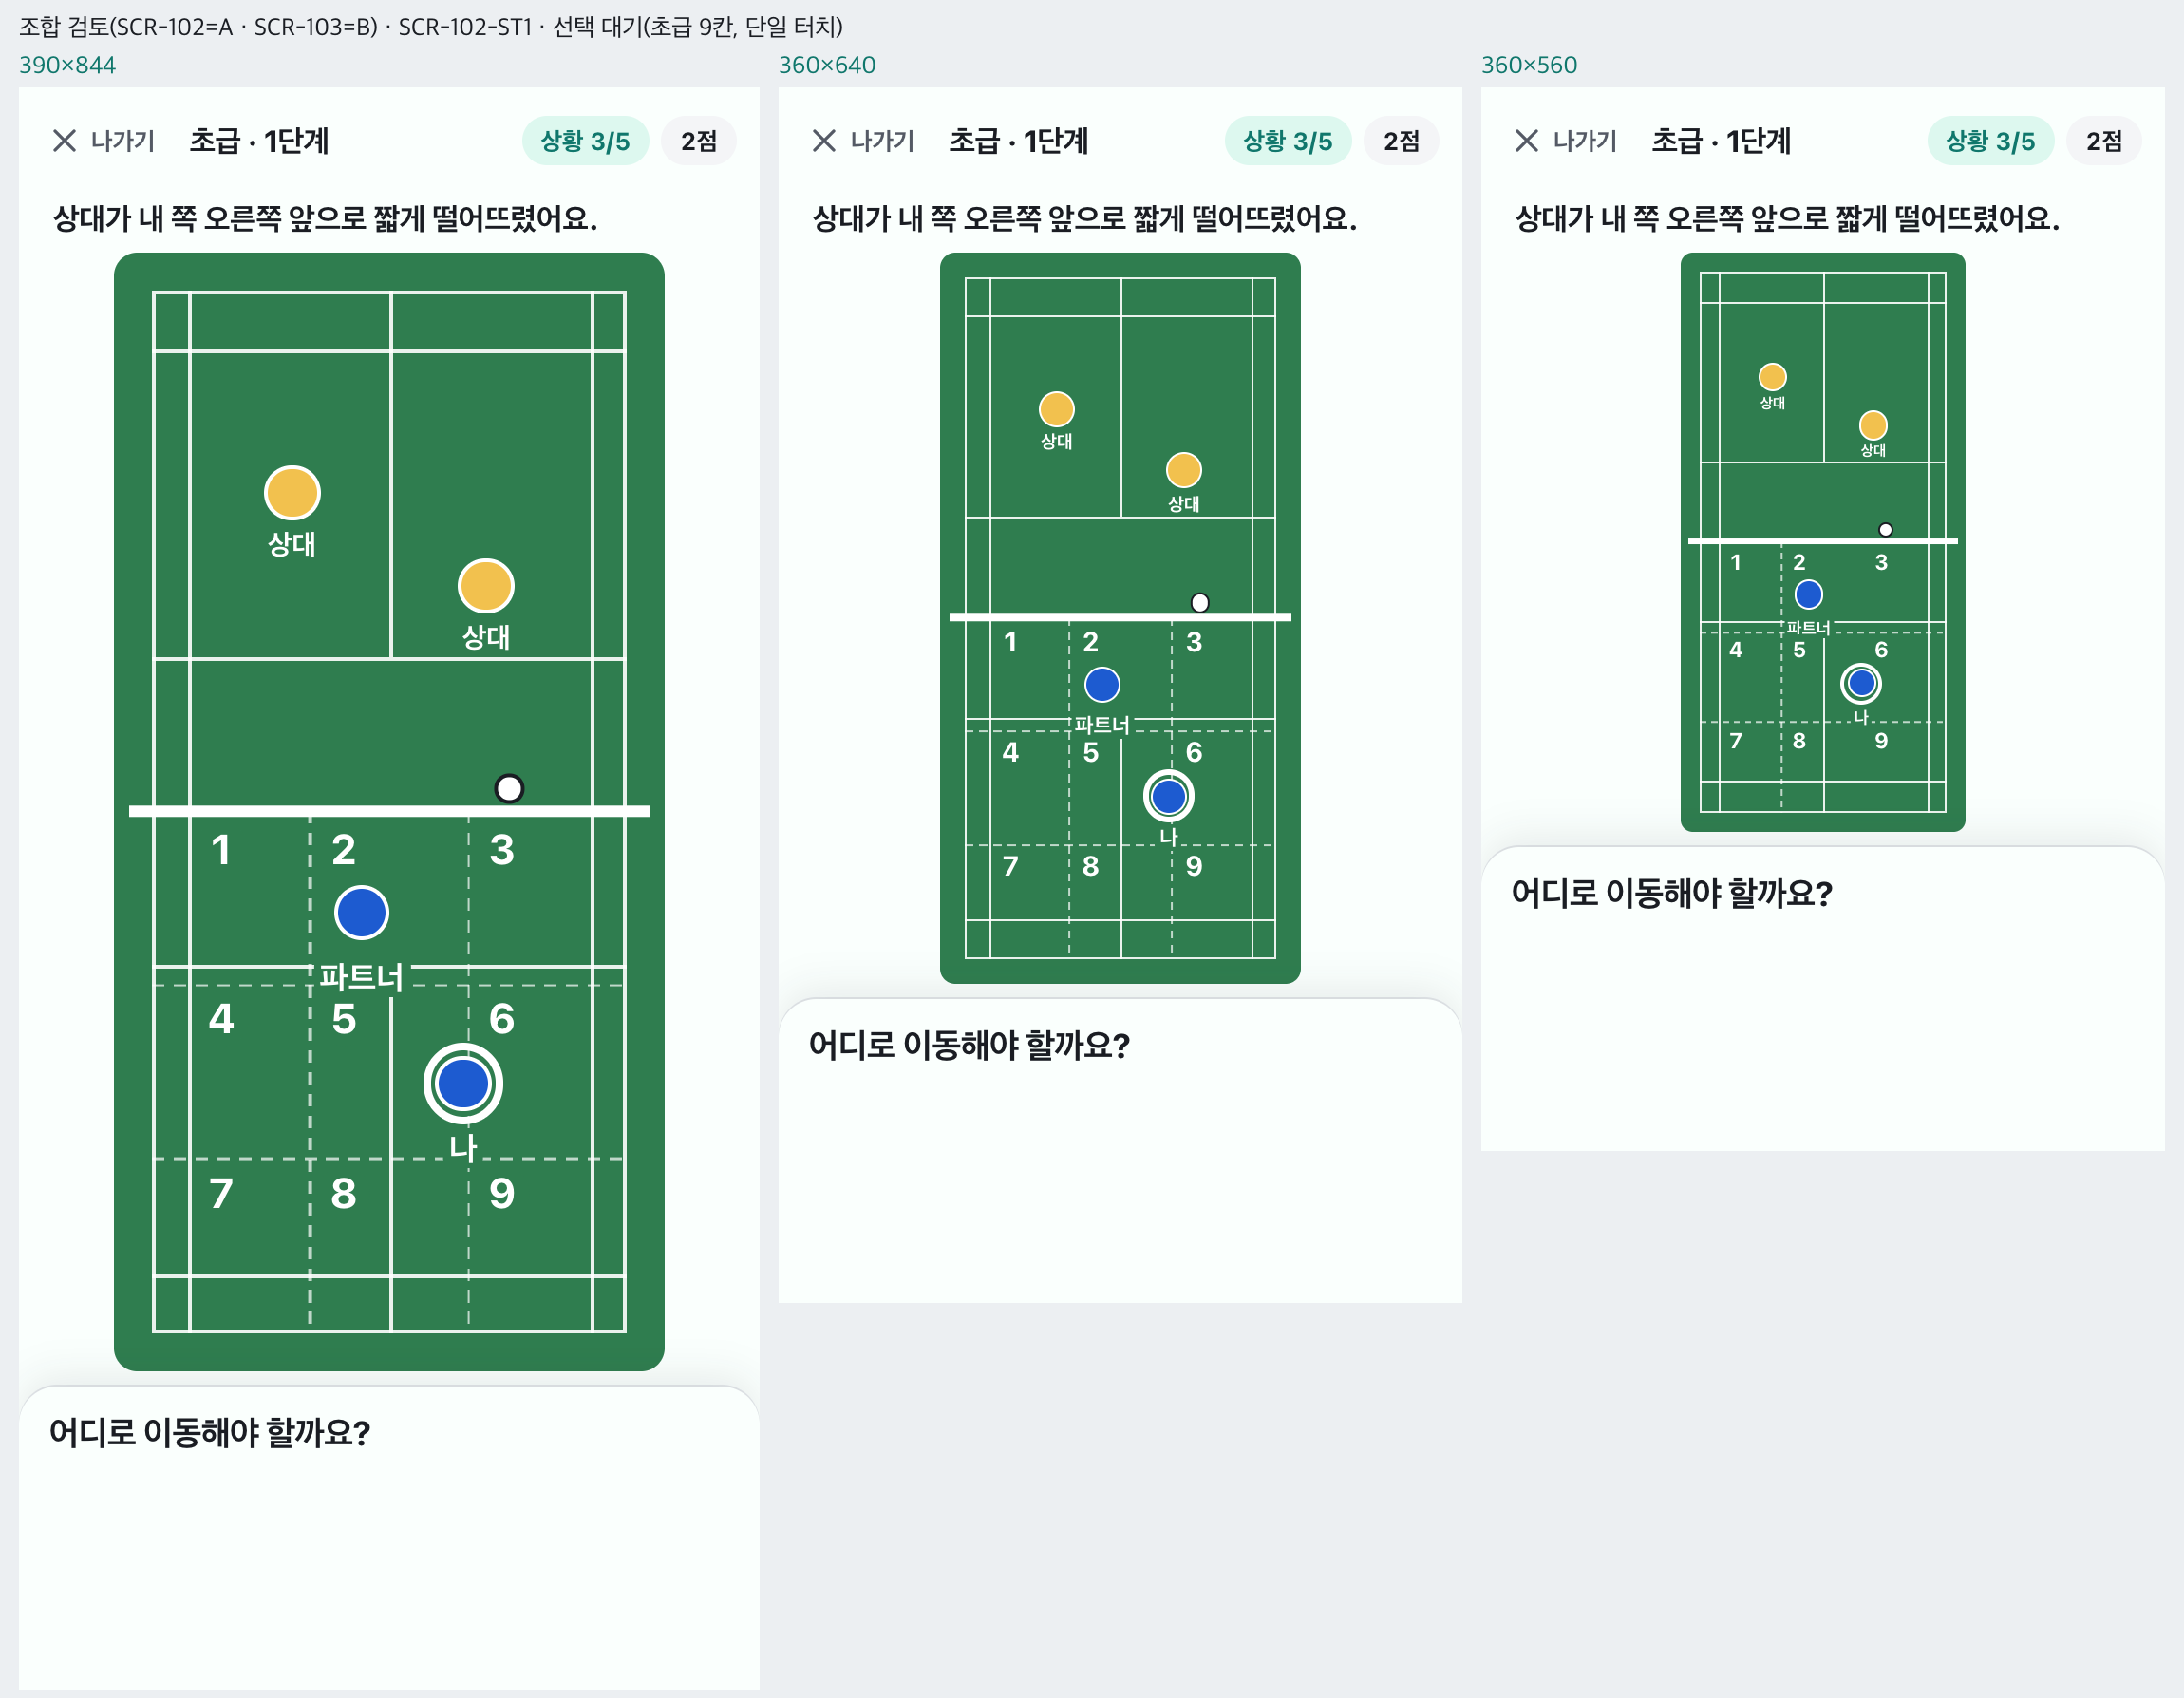 조합 검토(SCR-102=A · SCR-103=B) · SCR-102-ST1 · 선택 대기(초급 9칸, 단일 터치)
390×844
나가기 초급 · 1단계 상황 3/5 2점
상대가 내 쪽 오른쪽 앞으로 짧게 떨어뜨렸어요.
상대
상대
1 2 3
파트너
4 5 6
나
7 8 9
어디로 이동해야 할까요?
360×640
나가기 초급 · 1단계 상황 3/5 2점
상대가 내 쪽 오른쪽 앞으로 짧게 떨어뜨렸어요.
상대
상대
1 2 3
파트너
4 5 6
나
7 8 9
어디로 이동해야 할까요?
360×560
나가기 초급 · 1단계 상황 3/5 2점
상대가 내 쪽 오른쪽 앞으로 짧게 떨어뜨렸어요.
상대
상대
1 2 3
파트너
4 5 6
나
7 8 9
어디로 이동해야 할까요?